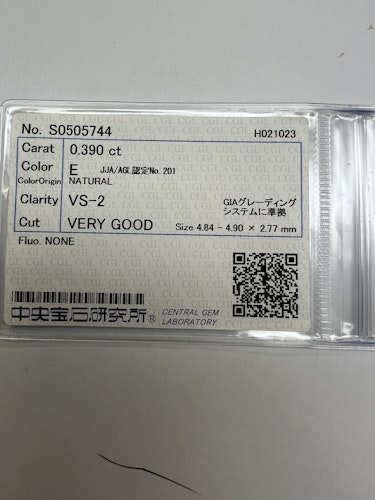 No. S0505744 H021023
Carat 0.390 ct
Color E JJA/AGL認定No.201
ColorOrigin NATURAL
Clarity VS-2 GIAグレーディング
システムに準拠
Cut VERY GOOD Size 4.84 - 4.90 × 2.77 mm
Fluo. NONE
中央宝石研究所® CENTRAL GEM
LABORATORY